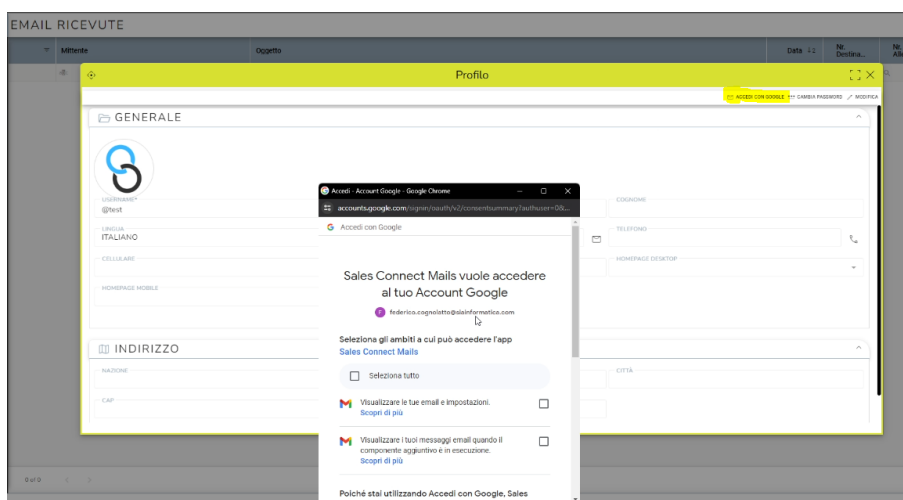 EMAIL RICEVUTE
Mittente
Oggetto
Data
Nr. Destina...
Nr.
Profilo
ACCEDI CON GOOGLE
CAMBIA PASSWORD
MODIFICA
GENERALE
USERNAME*
@test
COGNOME
LINGUA
ITALIANO
TELEFONO
CELLULARE
HOMEPAGE DESKTOP
HOMEPAGE MOBILE
INDIRIZZO
NAZIONE
CITTÀ
CAP
0 of 0
Accedi - Account Google - Google Chrome
accounts.google.com/signin/oauth/v2/consentsummary?authuser=0&...
Accedi con Google
Sales Connect Mails vuole accedere
al tuo Account Google
F
federico.cagnolatto@alainformatica.com
Seleziona gli ambiti a cui può accedere l'app
Sales Connect Mails
Seleziona tutto
Visualizzare le tue email e impostazioni.
Scopri di più
Visualizzare i tuoi messaggi email quando il
componente aggiuntivo è in esecuzione.
Scopri di più
Poiché stai utilizzando Accedi con Google, Sales